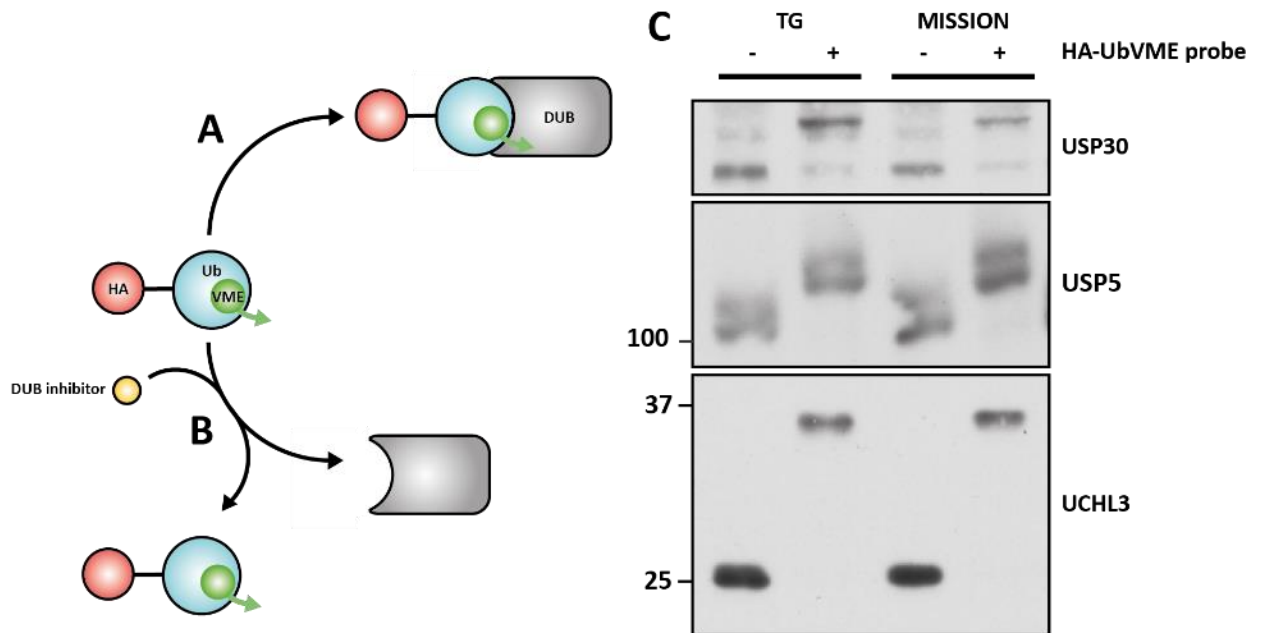 A
DUB
HA
Ub
VME
DUB inhibitor
B
C
TG MISSION
- + - + HA-UbVME probe
USP30
USP5
100
37
UCHL3
25